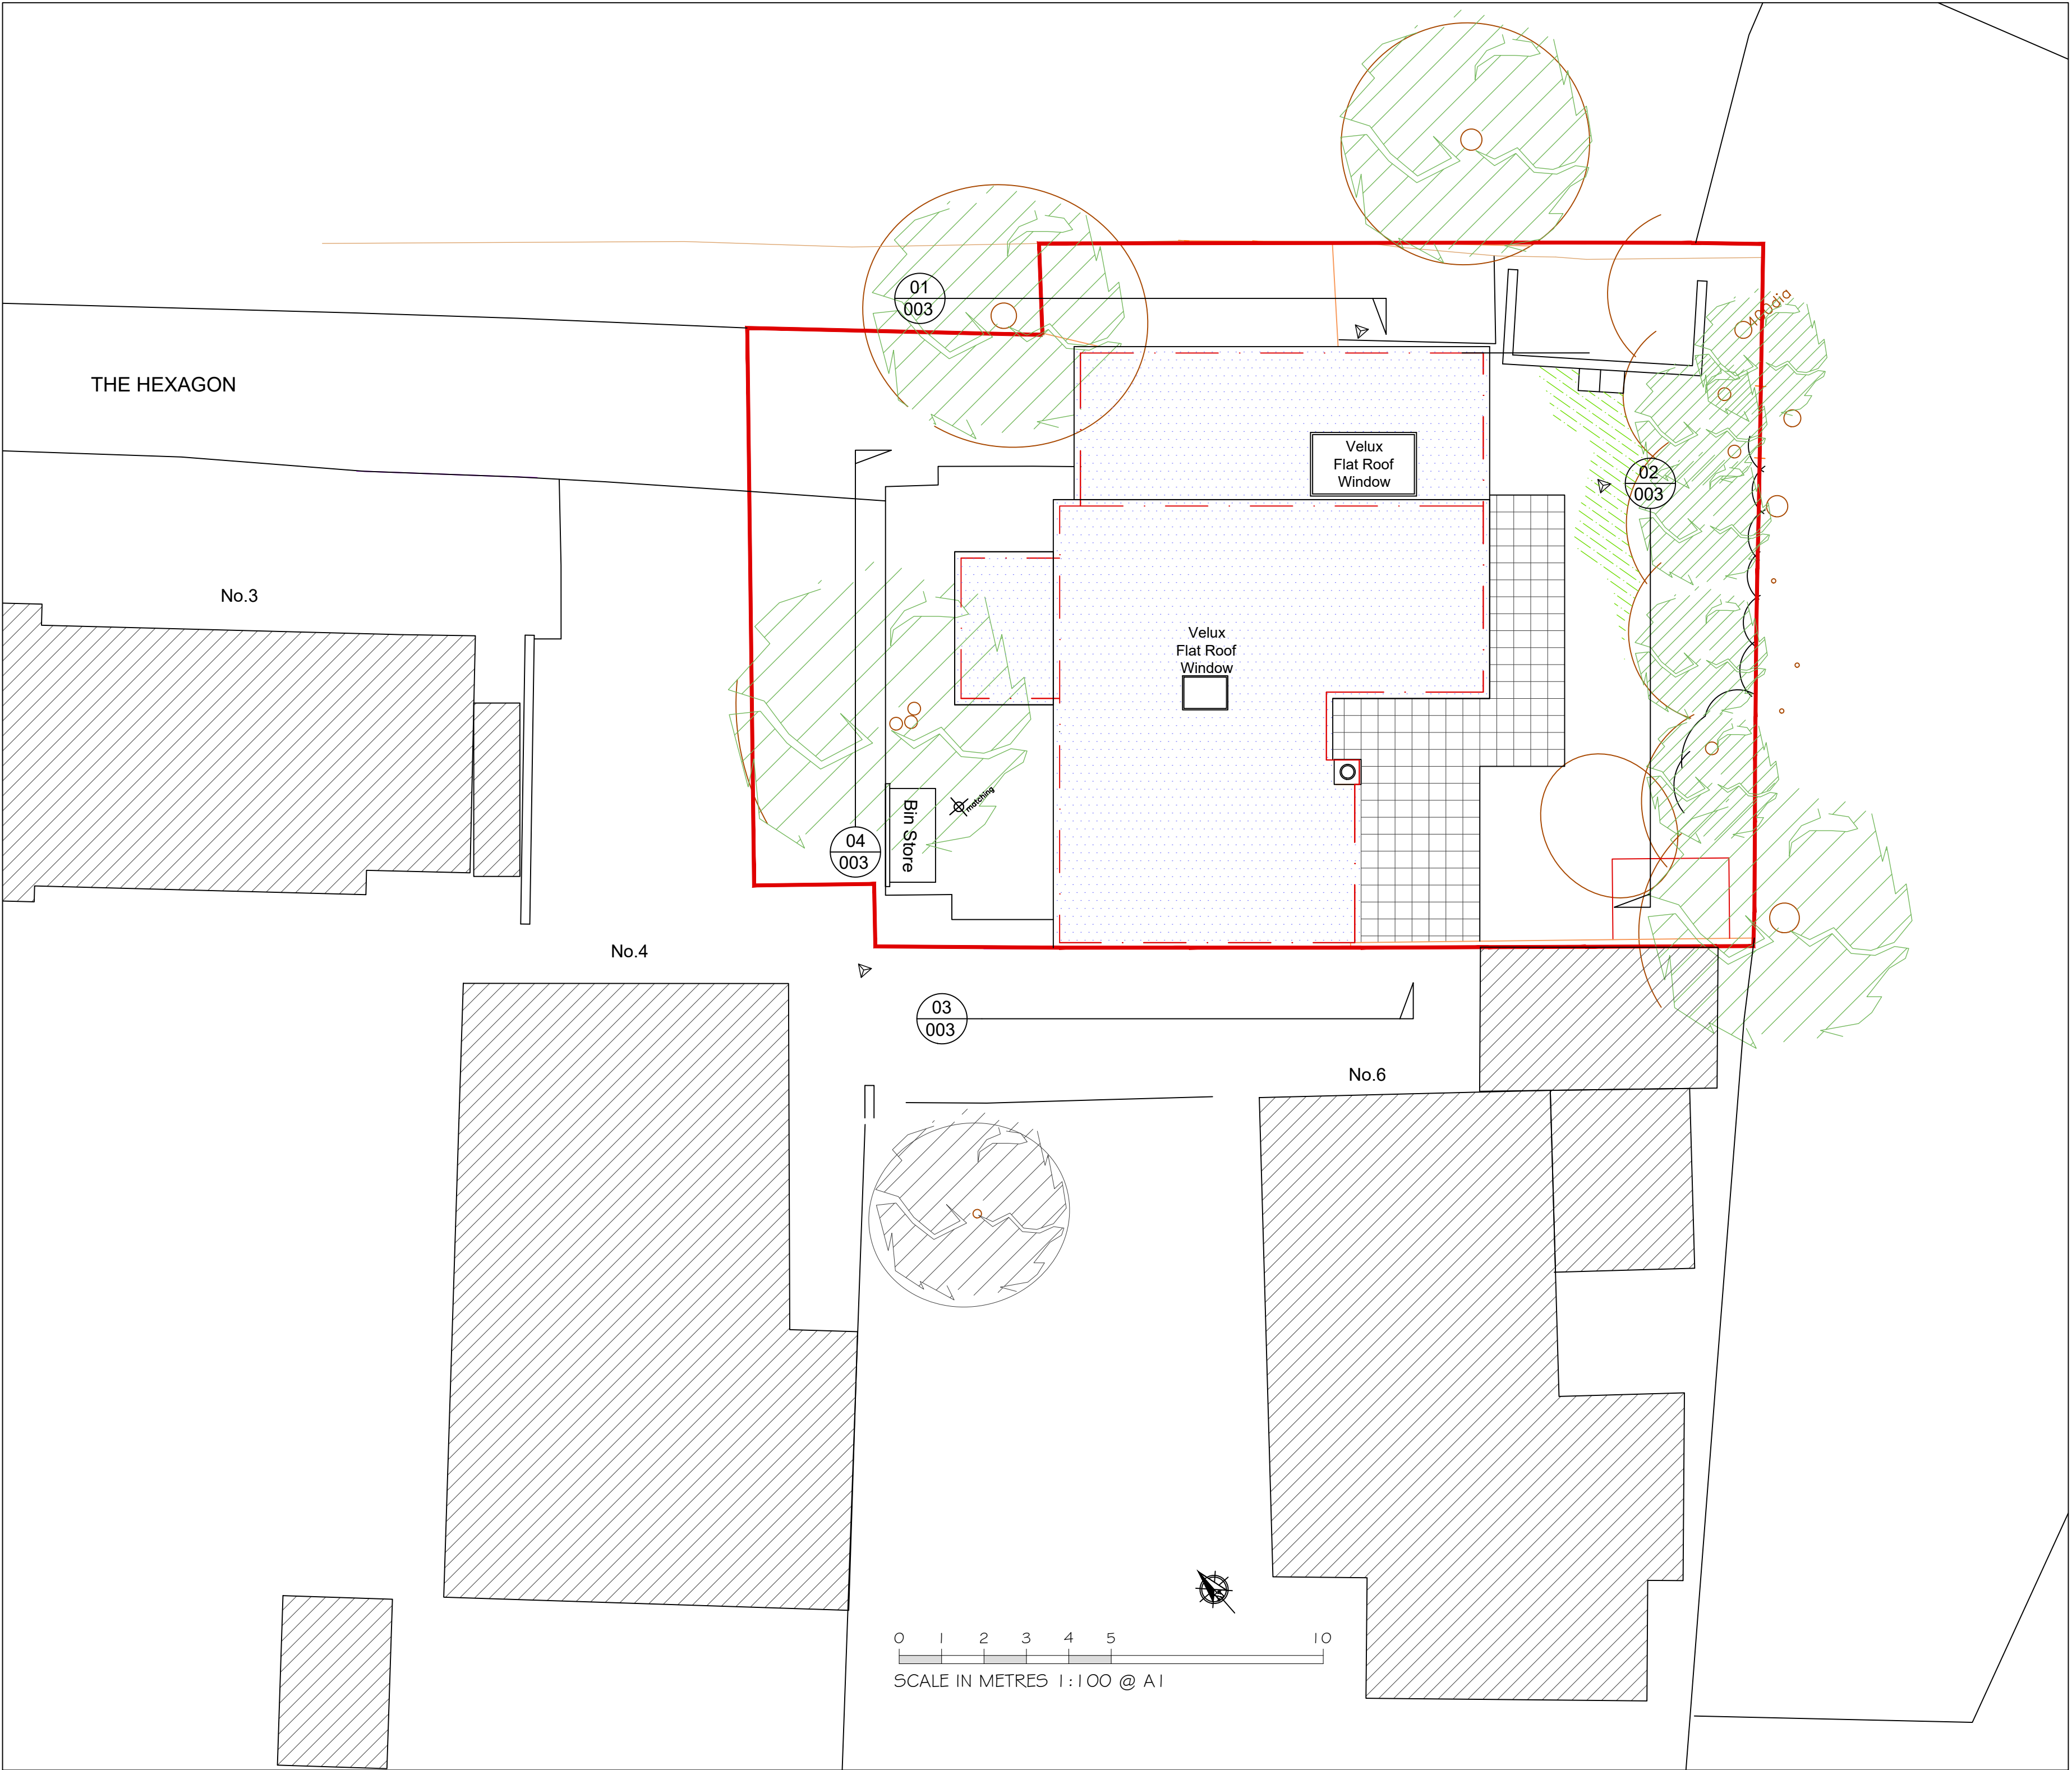 400dia
01
003
THE HEXAGON
Velux
Flat Roof
Window
02
003
No.3
Velux
Flat Roof
Window
matching
Bin Store
04
003
No.4
03
003
No.6
0 1 2 3 4 5 10
SCALE IN METRES 1:100 @ A1